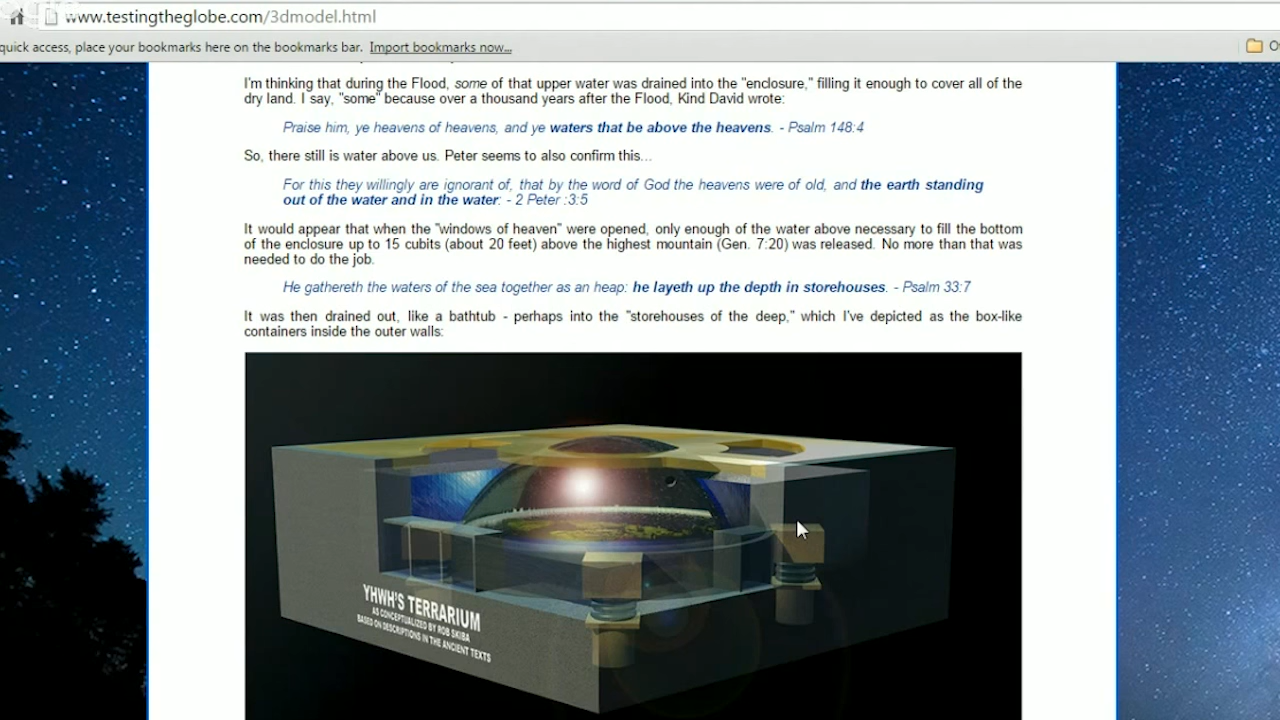 www.testingtheglobe.com/3dmodel.html
quick access, place your bookmarks here on the bookmarks bar. Import bookmarks now...
I'm thinking that during the Flood, some of that upper water was drained into the "enclosure," filling it enough to cover all of the
dry land. I say, "some" because over a thousand years after the Flood, Kind David wrote:
Praise him, ye heavens of heavens, and ye waters that be above the heavens. - Psalm 148:4
So, there still is water above us. Peter seems to also confirm this...
For this they willingly are ignorant of, that by the word of God the heavens were of old, and the earth standing
out of the water and in the water: - 2 Peter :3:5
It would appear that when the "windows of heaven" were opened, only enough of the water above necessary to fill the bottom
of the enclosure up to 15 cubits (about 20 feet) above the highest mountain (Gen. 7:20) was released. No more than that was
needed to do the job.
He gathereth the waters of the sea together as an heap: he layeth up the depth in storehouses. - Psalm 33:7
It was then drained out, like a bathtub - perhaps into the "storehouses of the deep," which I've depicted as the box-like
containers inside the outer walls:
YHWH'S TERRARIUM
AS CONCEPTUALIZED BY ROB SKIBA
BASED ON DESCRIPTIONS IN THE ANCIENT TEXTS